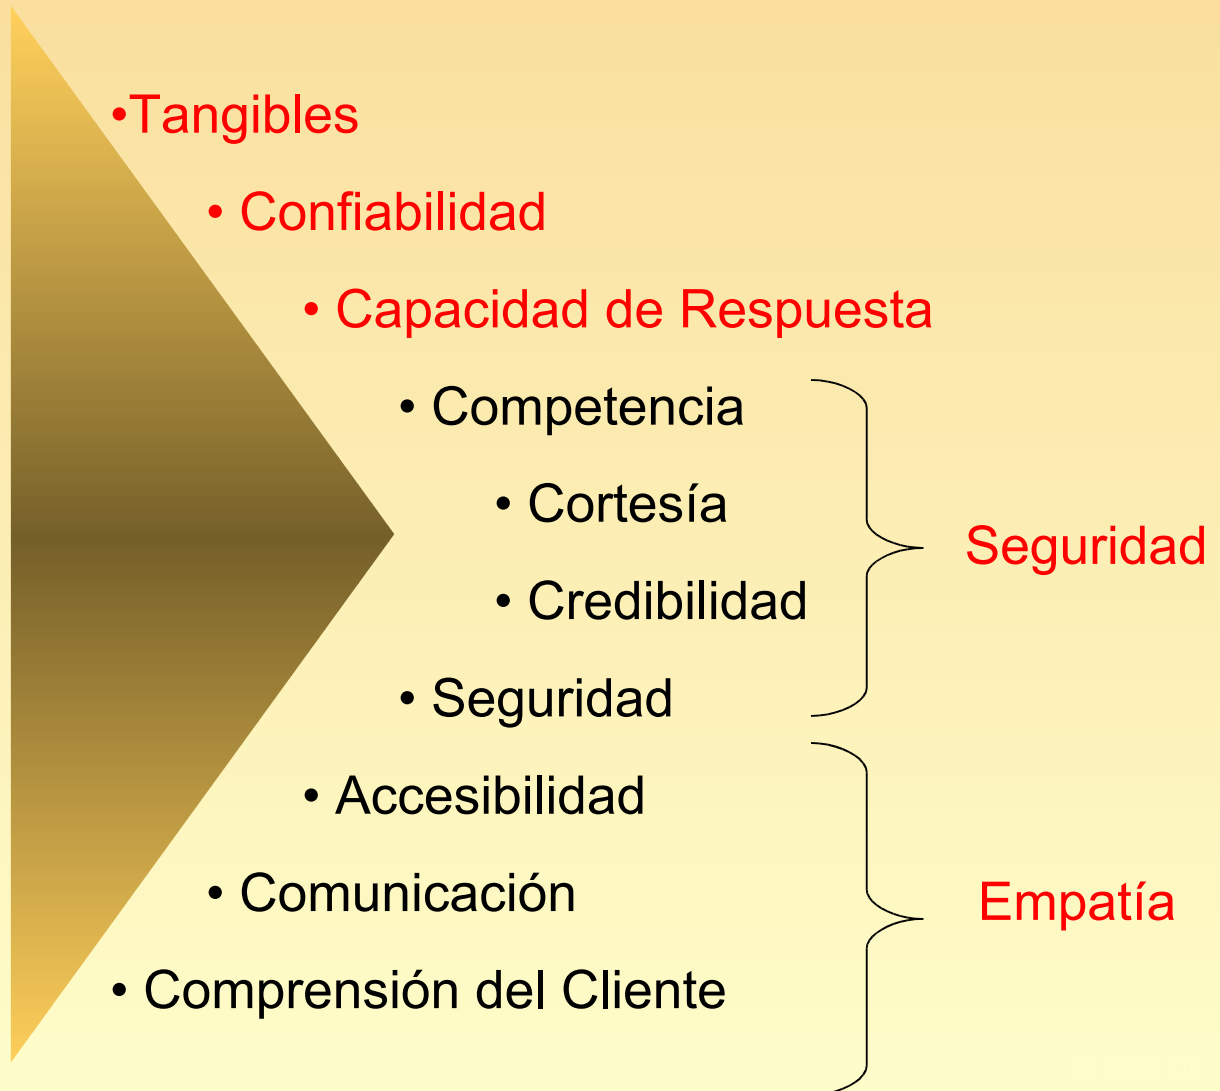 •Tangibles
• Confiabilidad
• Capacidad de Respuesta
• Competencia
• Cortesía
• Credibilidad
• Seguridad
Seguridad
• Accesibilidad
• Comunicación
• Comprensión del Cliente
Empatía